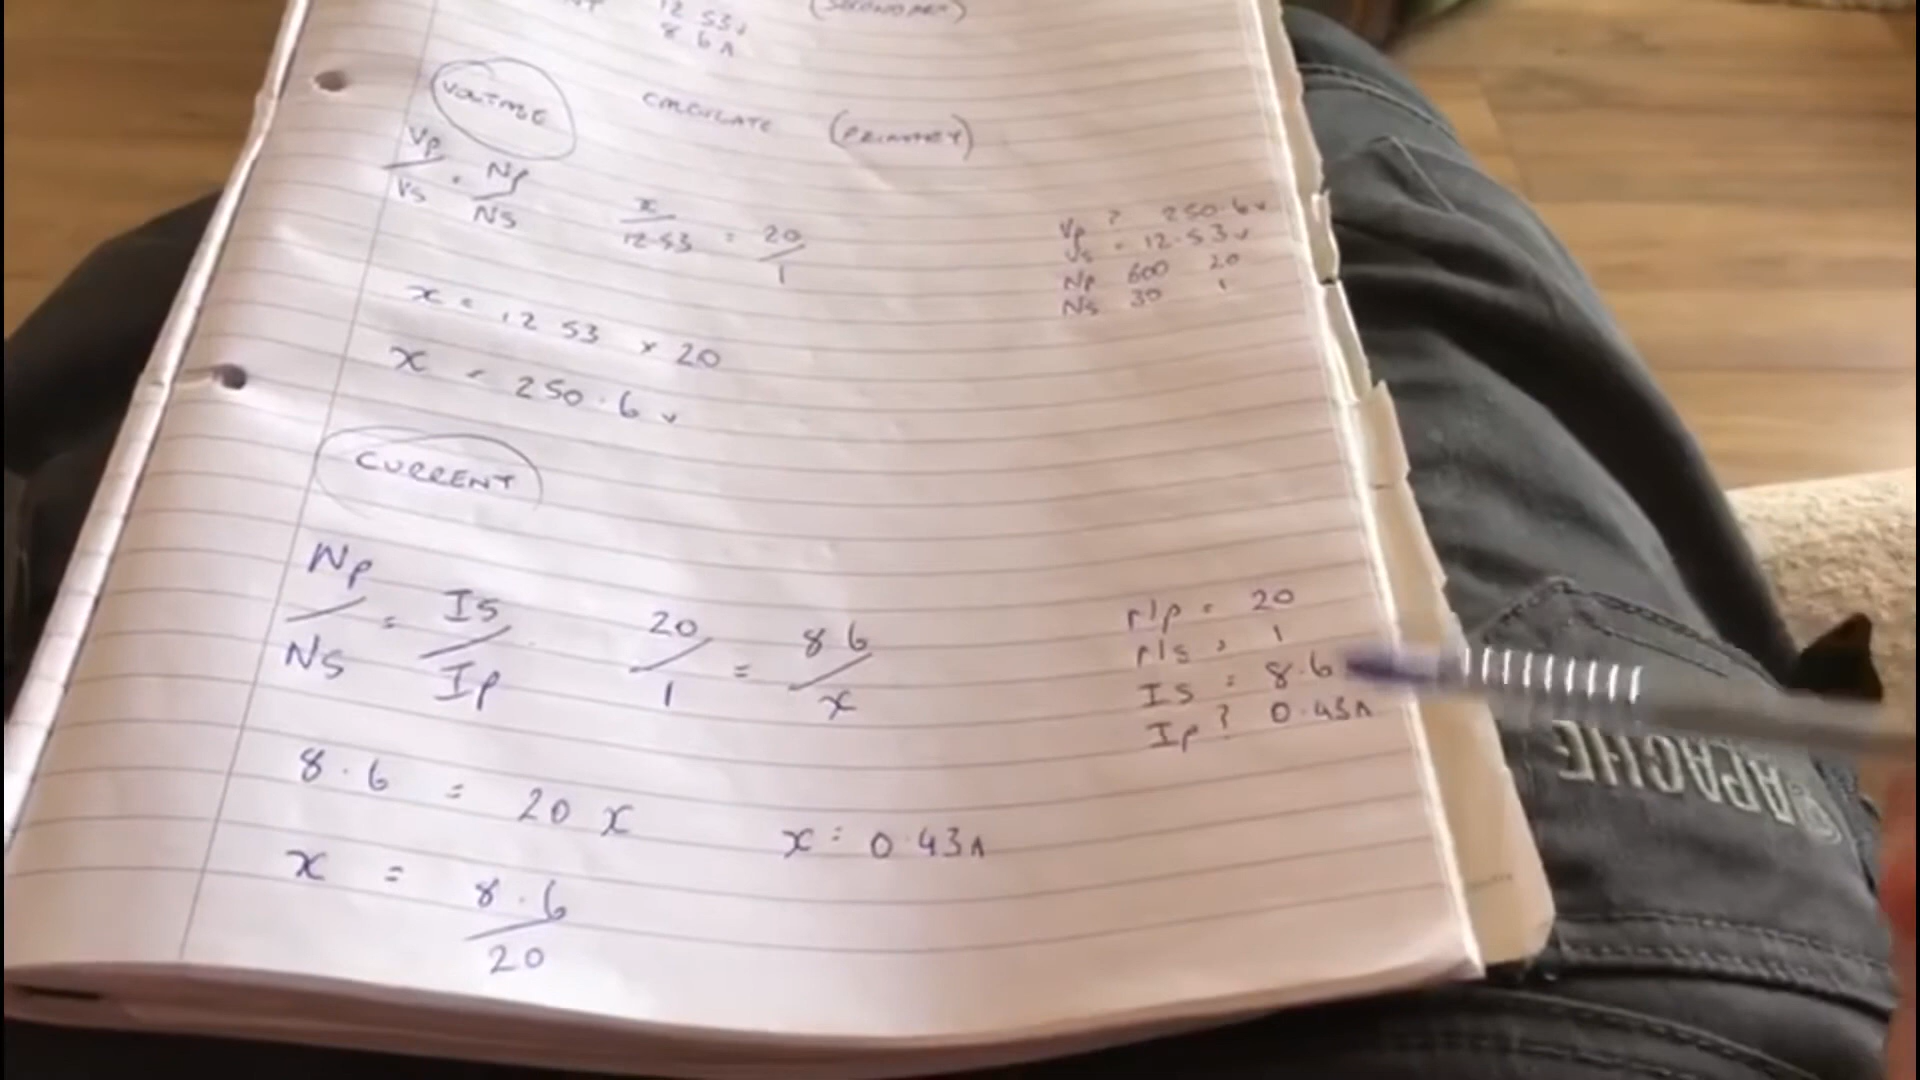 12.53v (SECONDARY)
8.6A
VOLTAGE CALCULATE (PRIMARY)
Vp/Vs = Np/Ns x/12.53 = 20/1
Vp ? 250.6v
Vs = 12.53v
Np 600 20
Ns 30 1
x = 12.53 x 20
x = 250.6v
CURRENT
Np/Ns = Is/Ip 20/1 = 8.6/x
Np = 20
Ns = 1
Is = 8.6
Ip ? 0.43A
8.6 = 20x x = 0.43A
x = 8.6/20
APACHE